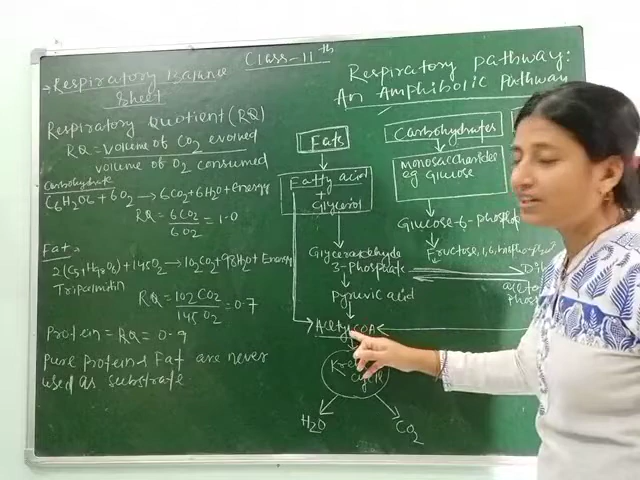 Class-11th
Respiratory Balance
Sheet
Respiratory Quotient (RQ)
RQ = Volume of CO2 evolved
volume of O2 consumed
Carbohydrate
C6H12O6 + 6O2 → 6CO2 + 6H2O + energy
RQ = 6CO2 = 1.0
6O2
Fat,
2(C51H98O6) + 145O2 → 102CO2 + 98H2O + Energy
Tripalmitin
RQ = 102CO2 = 0.7
145O2
Protein = RQ = 0.9
Pure protein & Fat are never
used as substrate
Respiratory pathway:
An Amphibolic Pathway
Fats
Fatty acid
Glycerol
Glyceraldehyde
3-phosphate
Pyruvic acid
Acetyl COA
cycle
H2O
CO2
Carbohydrates
monosaccharides
eg Glucose
Glucose-6-phosp
Fructose, 1,6, bisphosph